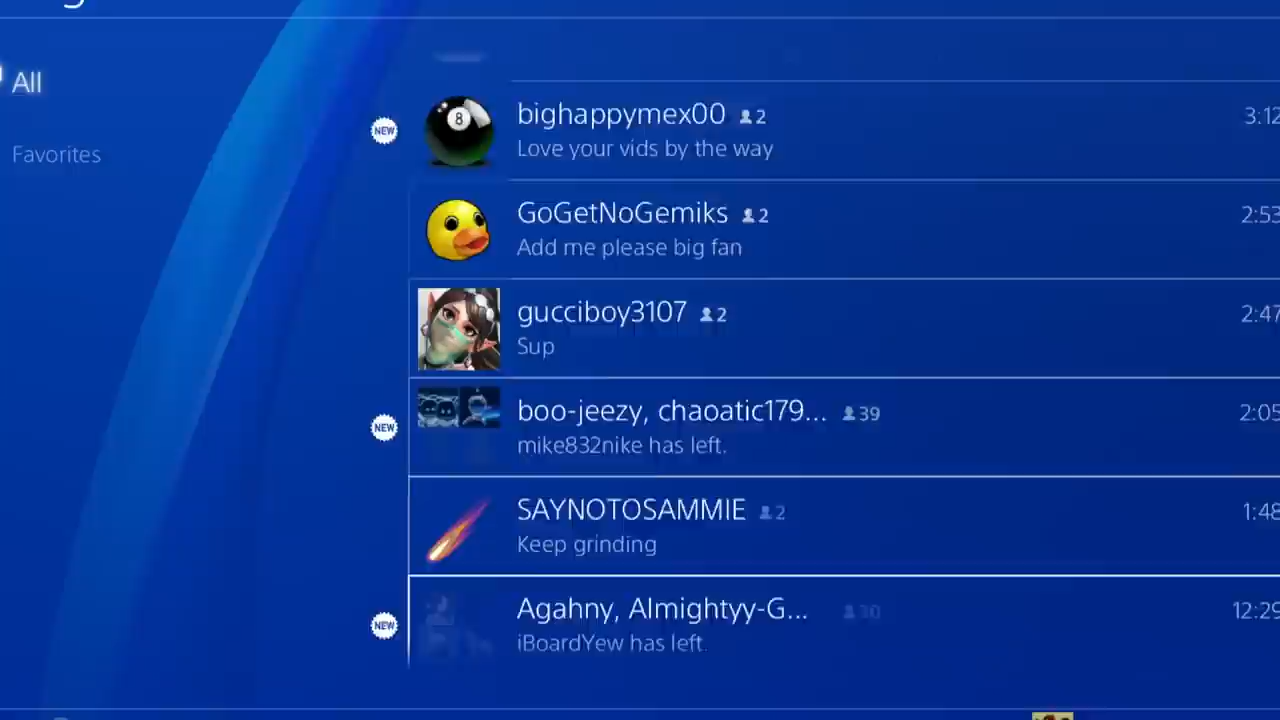 All
Favorites
NEW
8
bighappymex00 2
3:12
Love your vids by the way
GoGetNoGemiks 2
2:53
Add me please big fan
gucciboy3107 2
2:47
Sup
NEW
boo-jeezy, chaoatic179... 39
2:05
mike832nike has left.
SAYNOTOSAMMIE 2
1:48
Keep grinding
NEW
Agahny, Almightyy-G... 30
12:29
iBoardYew has left.